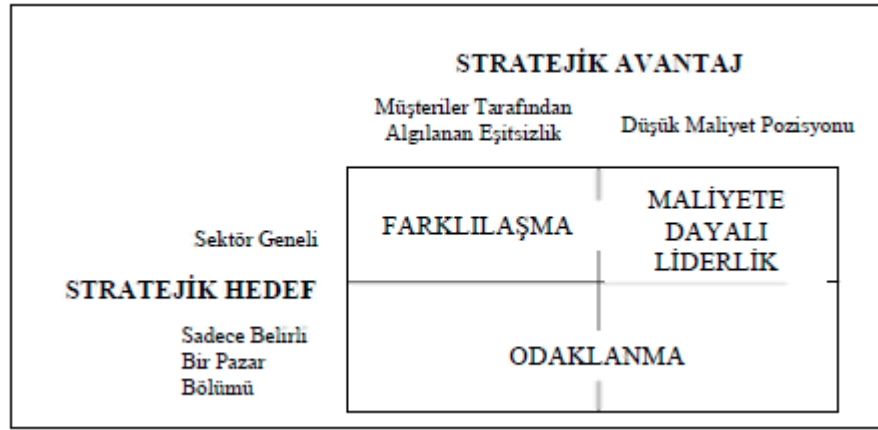 STRATEJİK AVANTAJ
Müşteriler Tarafından
Algılanan Eşitsizlik
Düşük Maliyet Pozisyonu
FARKLILAŞMA
MALİYETE
DAYALI
LİDERLİK
Sektör Geneli
STRATEJİK HEDEF
Sadece Belirli
Bir Pazar
Bölümü
ODAKLANMA